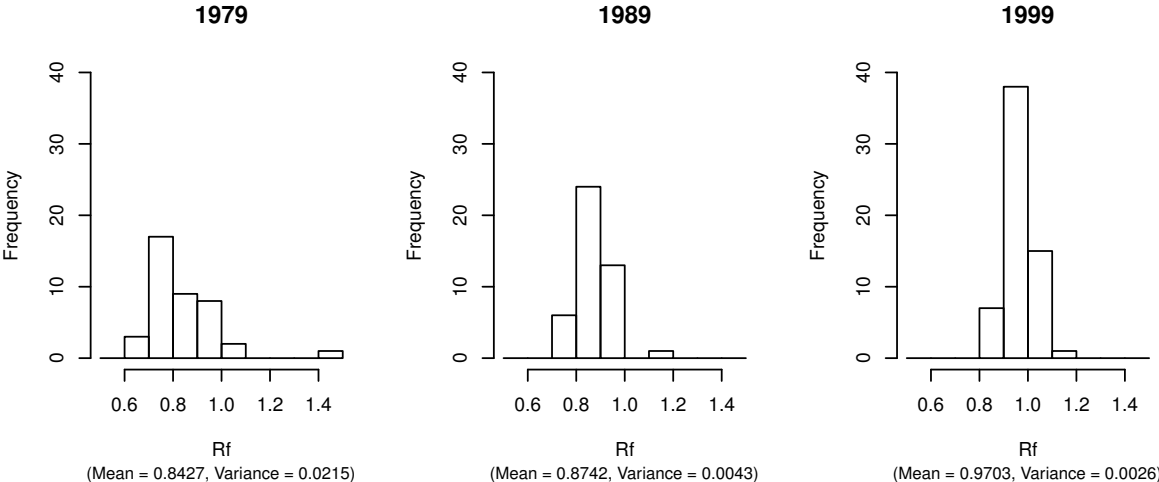 1979
1989
1999
Frequency
40
30
20
10
0
0.6 0.8 1.0 1.2 1.4
Rf
(Mean = 0.8427, Variance = 0.0215)
Frequency
40
30
20
10
0
0.6 0.8 1.0 1.2 1.4
Rf
(Mean = 0.8742, Variance = 0.0043)
Frequency
40
30
20
10
0
0.6 0.8 1.0 1.2 1.4
Rf
(Mean = 0.9703, Variance = 0.0026)